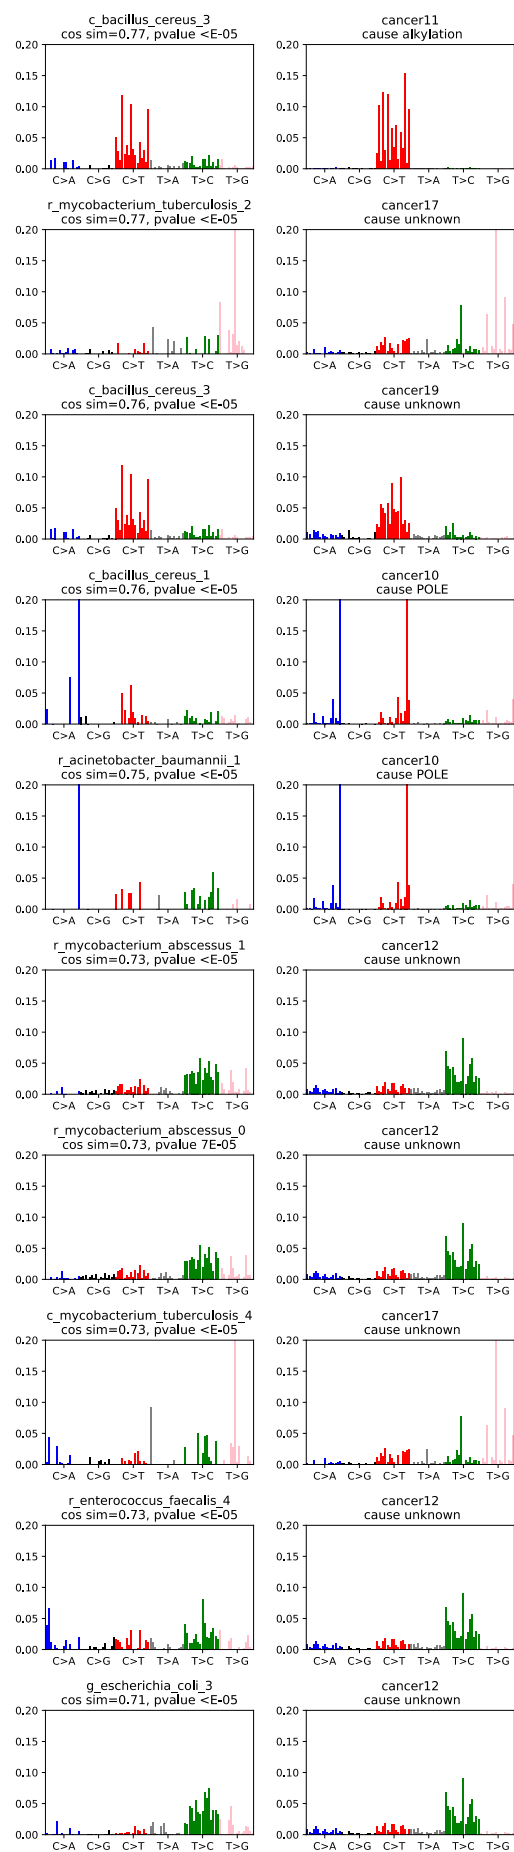 c_bacillus_cereus_3
cos sim=0.77, pvalue <E-05
cancer11
cause alkylation
0.20
0.15
0.10
0.05
0.00
C>A C>G C>T T>A T>C T>G
C>A C>G C>T T>A T>C T>G
r_mycobacterium_tuberculosis_2
cos sim=0.77, pvalue <E-05
cancer17
cause unknown
0.20
0.15
0.10
0.05
0.00
0.20
0.15
0.10
0.05
0.00
C>A C>G C>T T>A T>C T>G
C>A C>G C>T T>A T>C T>G
c_bacillus_cereus_3
cos sim=0.76, pvalue <E-05
cancer19
cause unknown
0.20
0.15
0.10
0.05
0.00
0.20
0.15
0.10
0.05
0.00
C>A C>G C>T T>A T>C T>G
C>A C>G C>T T>A T>C T>G
c_bacillus_cereus_1
cos sim=0.76, pvalue <E-05
cancer10
cause POLE
0.20
0.15
0.10
0.05
0.00
0.20
0.15
0.10
0.05
0.00
C>A C>G C>T T>A T>C T>G
C>A C>G C>T T>A T>C T>G
r_acinetobacter_baumannii_1
cos sim=0.75, pvalue <E-05
cancer10
cause POLE
0.20
0.15
0.10
0.05
0.00
0.20
0.15
0.10
0.05
0.00
C>A C>G C>T T>A T>C T>G
C>A C>G C>T T>A T>C T>G
r_mycobacterium_abscessus_1
cos sim=0.73, pvalue <E-05
cancer12
cause unknown
0.20
0.15
0.10
0.05
0.00
0.20
0.15
0.10
0.05
0.00
C>A C>G C>T T>A T>C T>G
C>A C>G C>T T>A T>C T>G
r_mycobacterium_abscessus_0
cos sim=0.73, pvalue 7E-05
cancer12
cause unknown
0.20
0.15
0.10
0.05
0.00
0.20
0.15
0.10
0.05
0.00
C>A C>G C>T T>A T>C T>G
C>A C>G C>T T>A T>C T>G
c_mycobacterium_tuberculosis_4
cos sim=0.73, pvalue <E-05
cancer17
cause unknown
0.20
0.15
0.10
0.05
0.00
0.20
0.15
0.10
0.05
0.00
C>A C>G C>T T>A T>C T>G
C>A C>G C>T T>A T>C T>G
r_enterococcus_faecalis_4
cos sim=0.73, pvalue <E-05
cancer12
cause unknown
0.20
0.15
0.10
0.05
0.00
0.20
0.15
0.10
0.05
0.00
C>A C>G C>T T>A T>C T>G
C>A C>G C>T T>A T>C T>G
g_escherichia_coli_3
cos sim=0.71, pvalue <E-05
cancer12
cause unknown
0.20
0.15
0.10
0.05
0.00
0.20
0.15
0.10
0.05
0.00
C>A C>G C>T T>A T>C T>G
C>A C>G C>T T>A T>C T>G